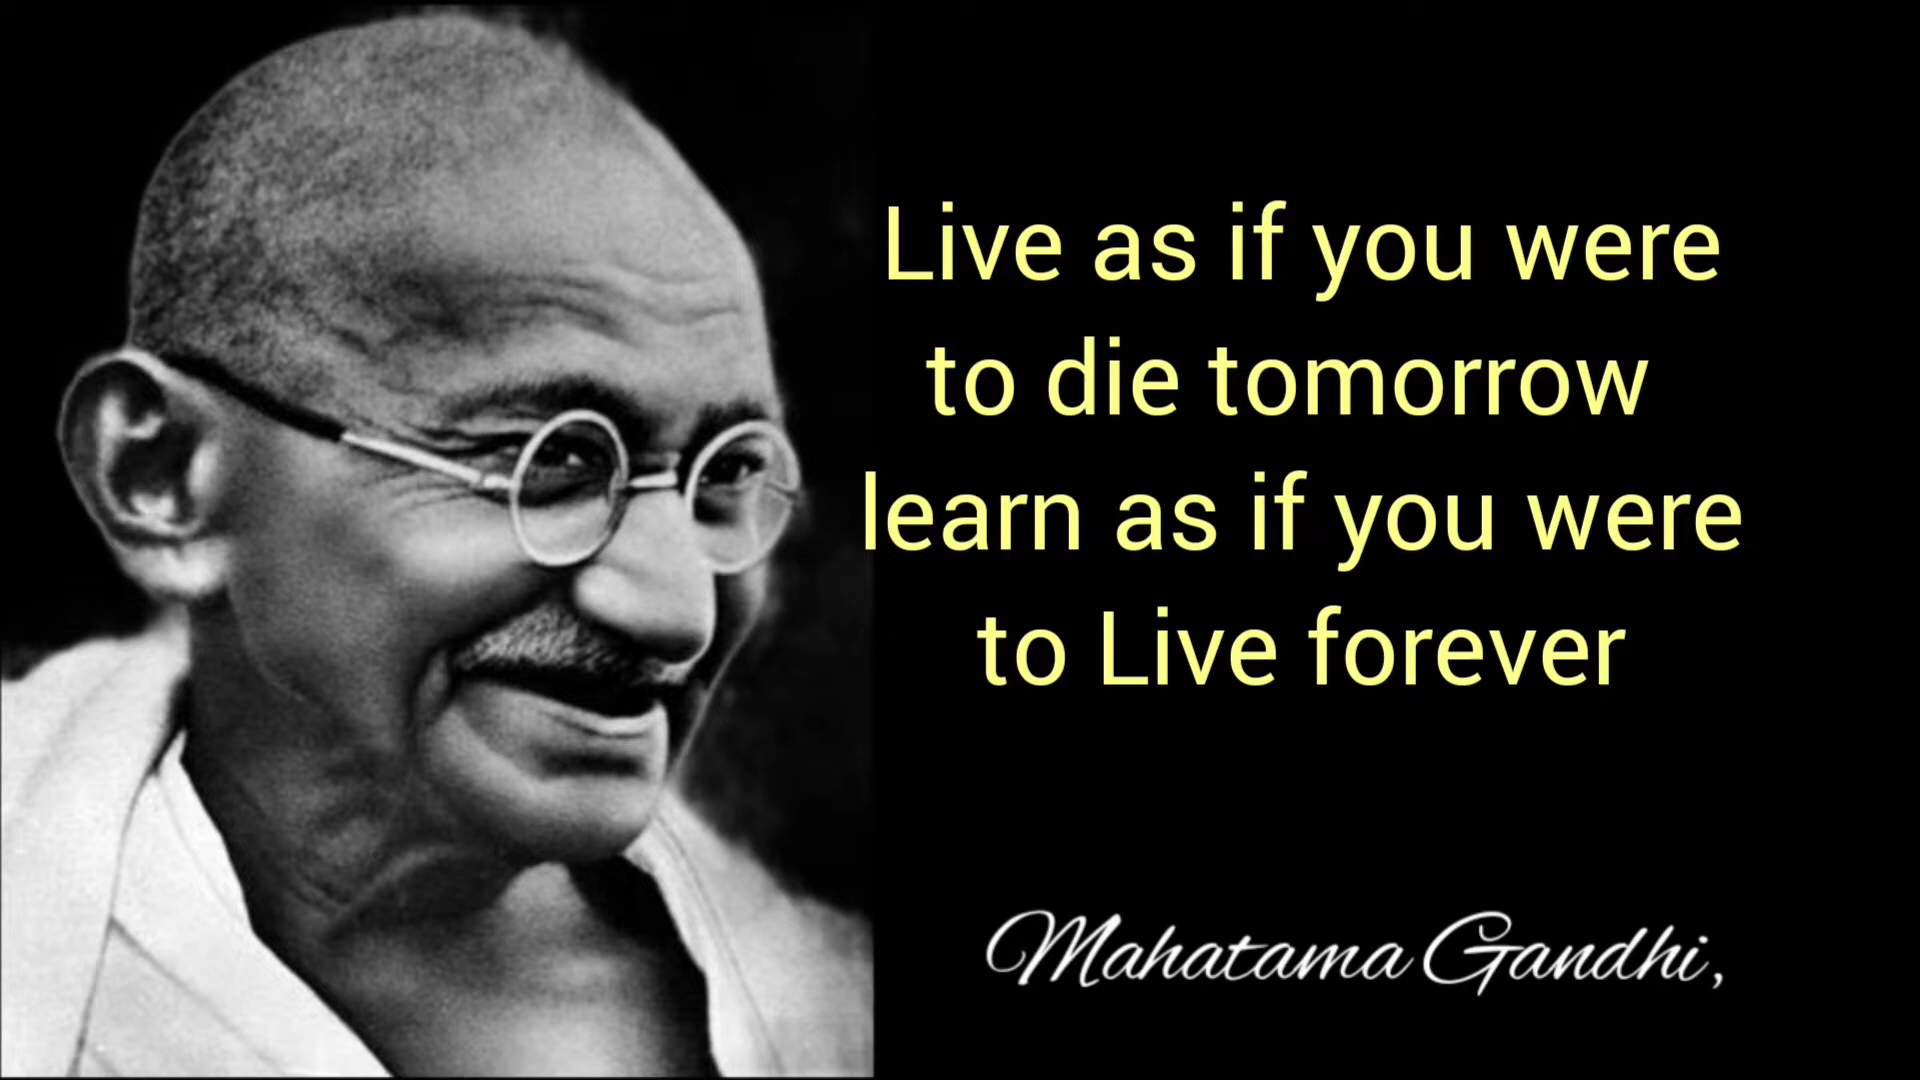 Live as if you were
to die tomorrow
learn as if you were
to Live forever
Mahatama Gandhi,